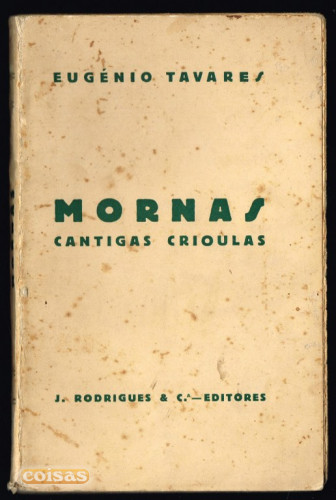 EUGÉNIO TAVARES
MORNAS
CANTIGAS CRIOULAS
J. RODRIGUES & C.ª—EDITORES
coisas